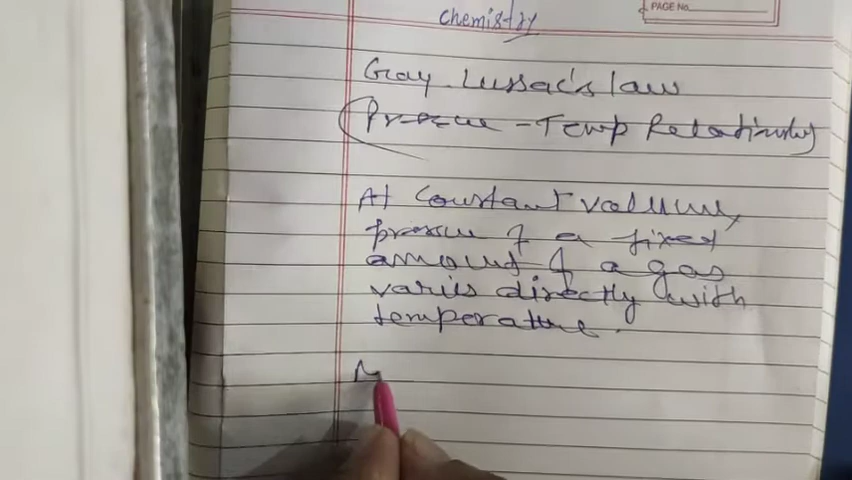 PAGE No.
Chemistry
Gay Lussac's law
(Pressure - Temp Relationship)
At constant volume,
pressure of a fixed
amount of a gas
varies directly with
temperature.